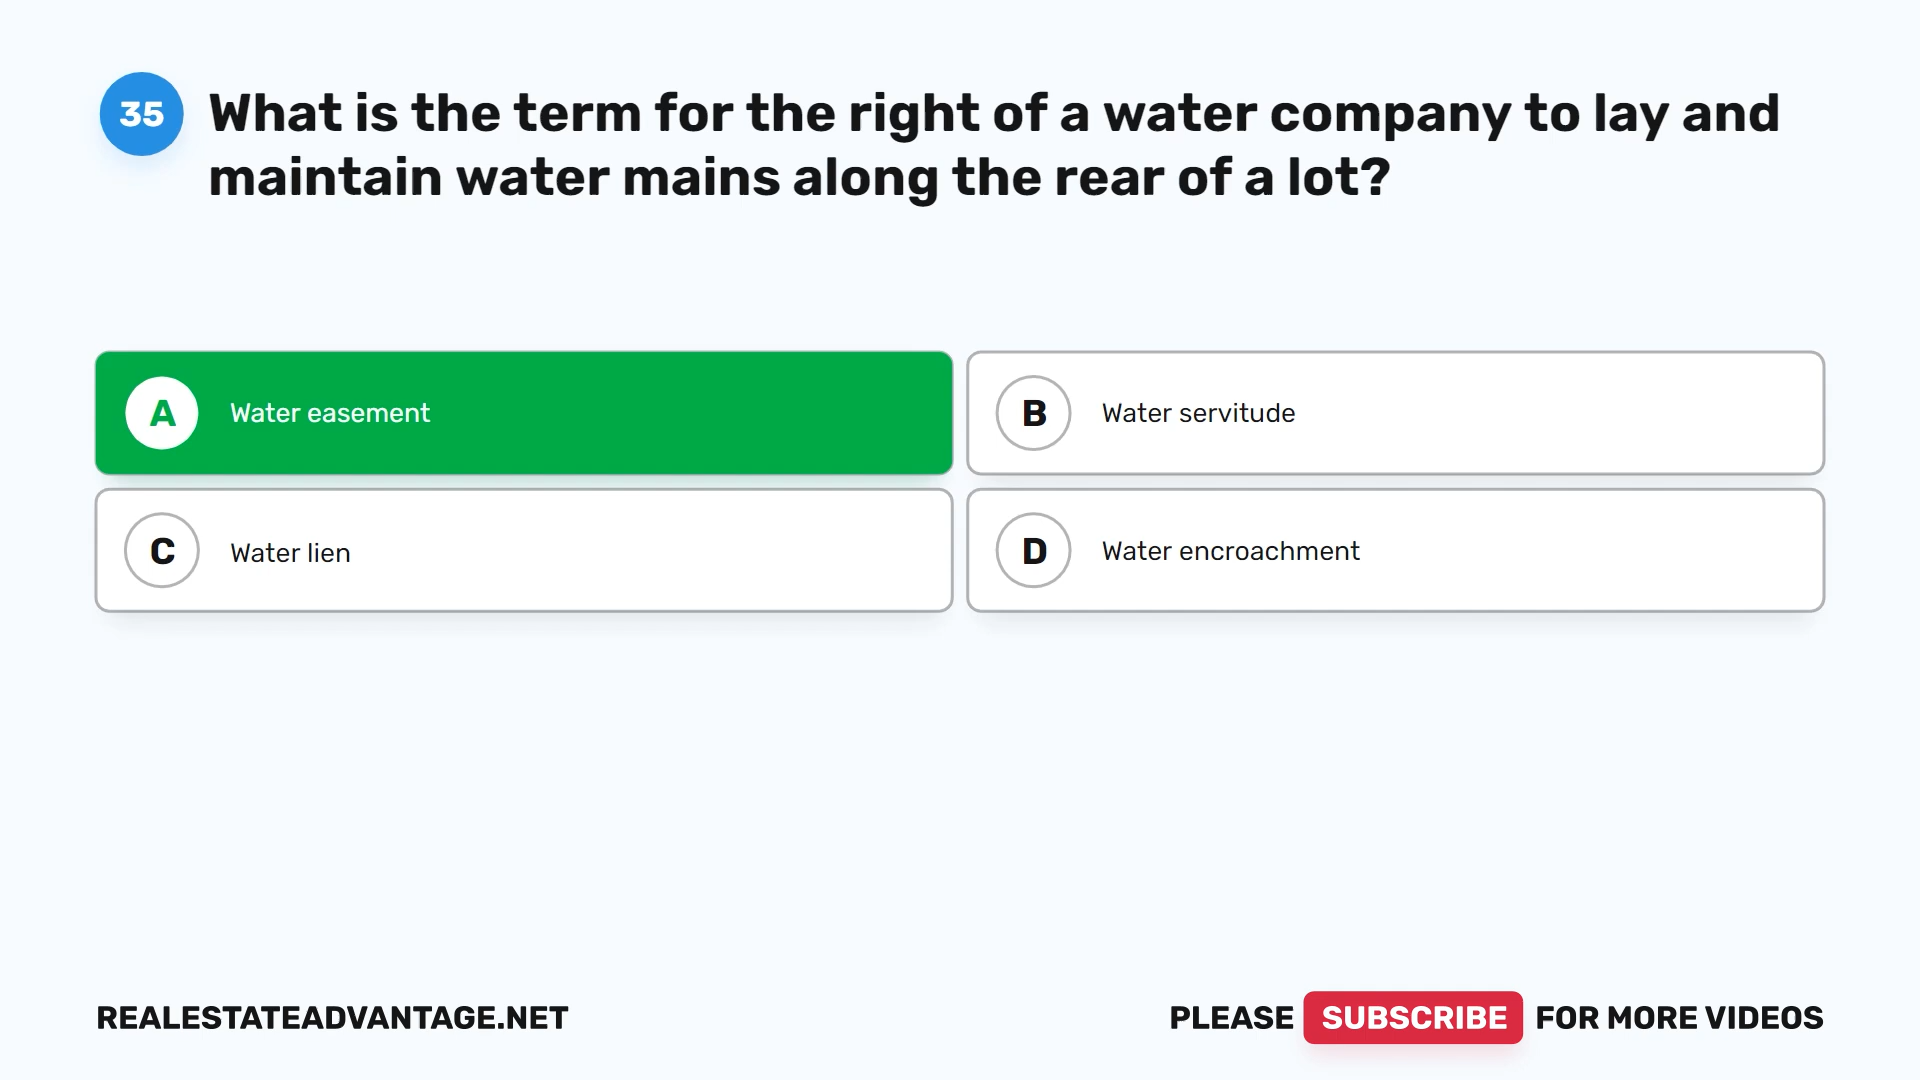 35
What is the term for the right of a water company to lay and
maintain water mains along the rear of a lot?
A Water easement
B Water servitude
C Water lien
D Water encroachment
REALESTATEADVANTAGE.NET
PLEASE SUBSCRIBE FOR MORE VIDEOS